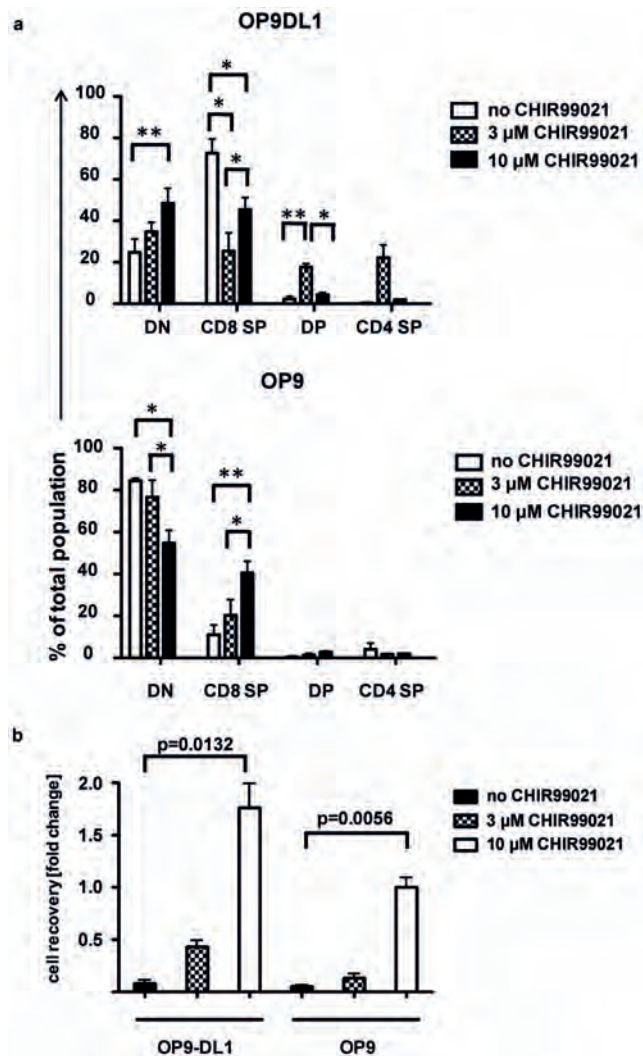 a
OP9DL1
100
80
60
40
20
0
** * * * ** *
DN CD8 SP DP CD4 SP
no CHIR99021
3 µM CHIR99021
10 µM CHIR99021
OP9
% of total population
100
80
60
40
20
0
* * ** *
DN CD8 SP DP CD4 SP
no CHIR99021
3 µM CHIR99021
10 µM CHIR99021
b
cell recovery [fold change]
2.0
1.5
1.0
0.5
p=0.0132
p=0.0056
OP9-DL1 OP9
no CHIR99021
3 µM CHIR99021
10 µM CHIR99021